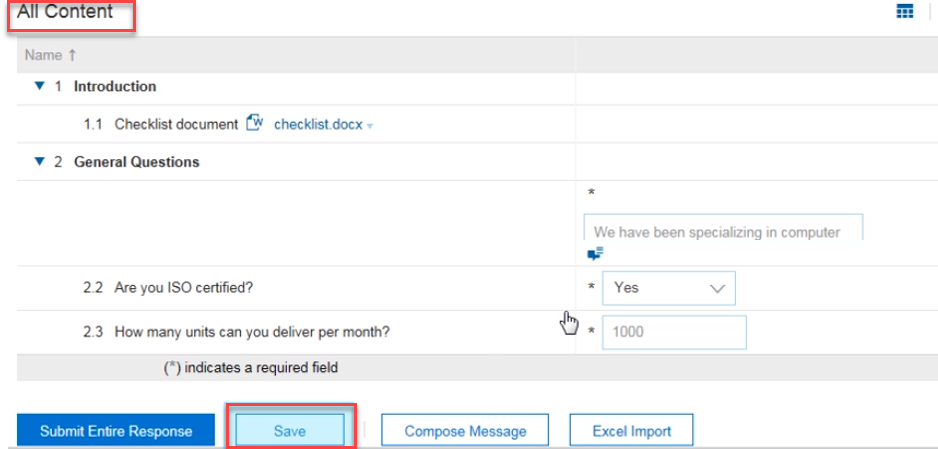 All Content
Name ↑
▼ 1 Introduction
1.1 Checklist document checklist.docx
▼ 2 General Questions
*
We have been specializing in computer
2.2 Are you ISO certified? * Yes
2.3 How many units can you deliver per month? * 1000
(*) indicates a required field
Submit Entire Response Save Compose Message Excel Import